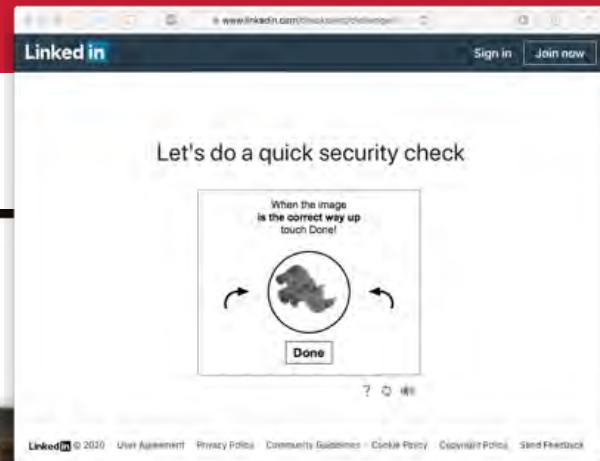 www.linkedin.com/checkpoint/challenge
Linked in
Sign in
Join now
Let's do a quick security check
When the image
is the correct way up
touch Done!
Done
?
Linked in © 2020 User Agreement Privacy Policy Community Guidelines Cookie Policy Copyright Policy Send Feedback